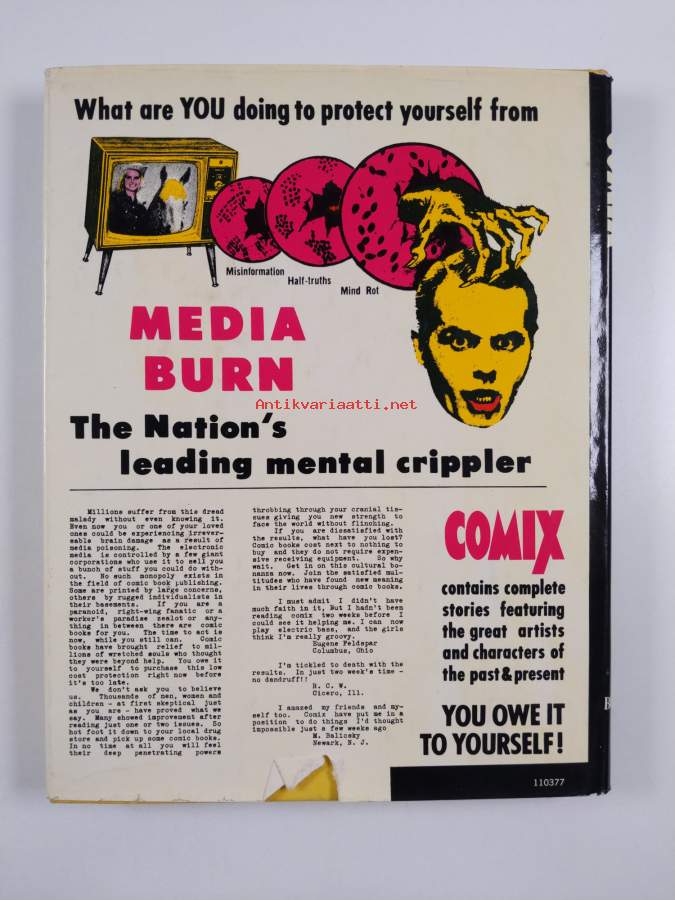 What are YOU doing to protect yourself from
Misinformation
Half-truths
Mind Rot
MEDIA
BURN
Antikvariaatti.net
The Nation's
leading mental crippler
Millions suffer from this dread
malady without even knowing it.
Even now you or one of your loved
ones could be experiencing irrever-
sable brain damage as a result of
media poisoning. The electronic
media is controlled by a few giant
corporations who use it to sell you
a bunch of stuff you could do with-
out. No such monopoly exists in
the field of comic book publishing.
Some are printed by large concerns,
others by rugged individualists in
their basements. If you are a
paranoid, right-wing fanatic or a
worker's paradise zealot or any-
thing in between there are comic
books for you. The time to act is
now, while you still can. Comic
books have brought relief to mil-
lions of wretched souls who thought
they were beyond help. You owe it
to yourself to purchase this low
cost protection right now before
it's too late.
We don't ask you to believe
us. Thousands of men, women and
children - at first skeptical just
as you are - have proved what we
say. Many showed improvement after
reading just one or two issues. So
hot foot it down to your local drug
store and pick up some comic books.
In no time at all you will feel
their deep penetrating powers
throbbing through your cranial tis-
sues giving you new strength to
face the world without flinching.
If you are dissatisfied with
the results, what have you lost?
Comic books cost next to nothing to
buy and they do not require expen-
sive receiving equipment. So why
wait. Get in on this cultural bo-
nanza now. Join the satisfied mul-
titudes who have found new meaning
in their lives through comic books.
I must admit I didn't have
much faith in it, But I hadn't been
reading comix two weeks before I
could see it helping me. I can now
play electric bass, and the girls
think I'm really groovy.
Eugene Feldspar
Columbus, Ohio
I'm tickled to death with the
results. In just two week's time -
no dandruff!!
R. C. W.
Cicero, Ill.
I amazed my friends and my-
self too. Comix have put me in a
position to do things I'd thought
impossible just a few weeks ago
M. Balicsky
Newark, N. J.
COMIX
contains complete
stories featuring
the great artists
and characters of
the past & present
YOU OWE IT
TO YOURSELF!
110377